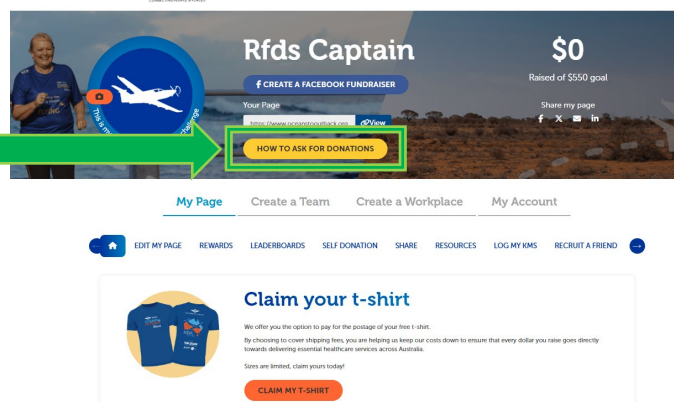 Rfds Captain
CREATE A FACEBOOK FUNDRAISER
Your Page
https://www.oceanstooutback.org
View
HOW TO ASK FOR DONATIONS
$0
Raised of $550 goal
Share my page
My Page
Create a Team
Create a Workplace
My Account
EDIT MY PAGE
REWARDS
LEADERBOARDS
SELF DONATION
SHARE
RESOURCES
LOG MY KMS
RECRUIT A FRIEND
Claim your t-shirt
We offer you the option to pay for the postage of your free t-shirt.
By choosing to cover shipping fees, you are helping us keep our costs down to ensure that every dollar you raise goes directly
towards delivering essential healthcare services across Australia.
Sizes are limited, claim yours today!
CLAIM MY T-SHIRT